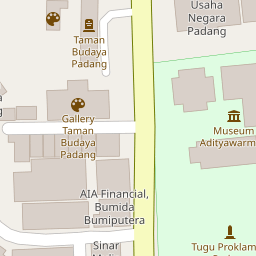 Usaha
Negara
Padang
Taman
Budaya
Padang
Gallery
Taman
Budaya
Padang
Museum
Adityawarm
AIA Financial,
Bumida
Bumiputera
Sinar
Tugu Proklam